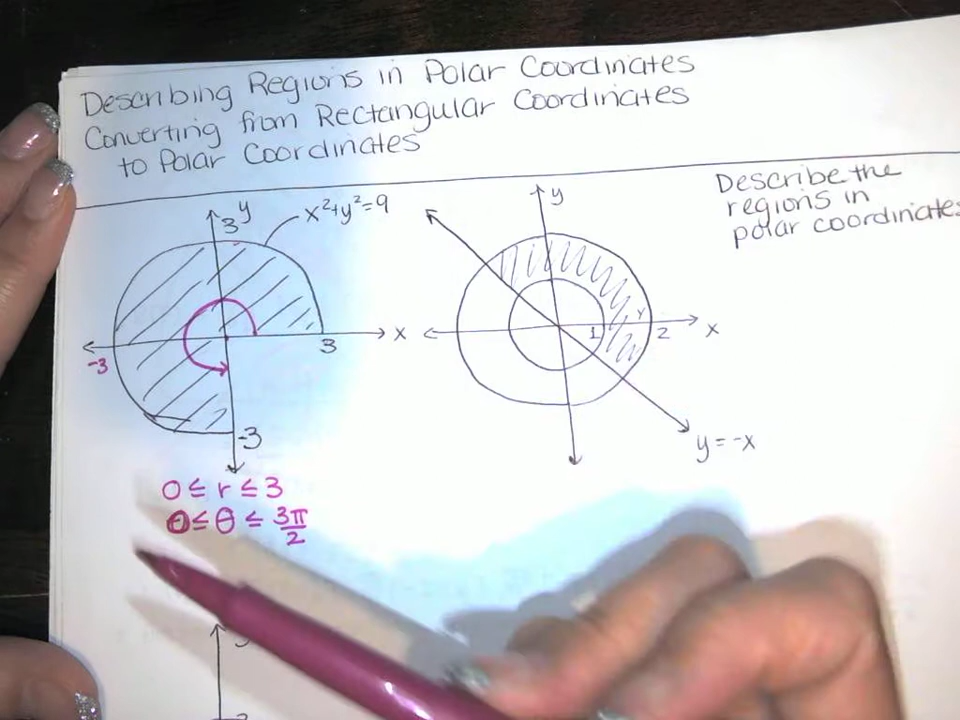 Describing Regions in Polar Coordinates
Converting from Rectangular Coordinates
to Polar Coordinates
Describe the
regions in
polar coordinates
y
3
x²+y²=9
x
3
-3
-3
0 ≤ r ≤ 3
0 ≤ θ ≤ 3π/2
y
x
1
2
y = -x